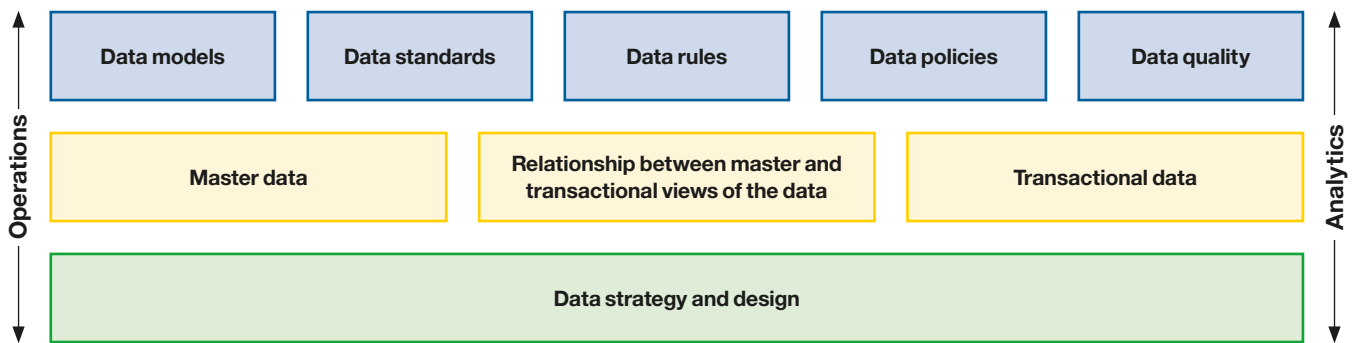 Data models
Data standards
Data rules
Data policies
Data quality
Operations
Master data
Relationship between master and
transactional views of the data
Transactional data
Analytics
Data strategy and design